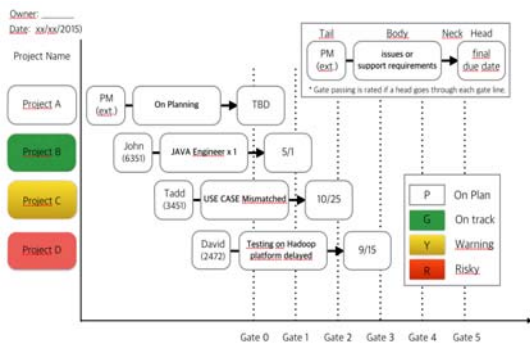 Owner: ________
Date: xx/xx/2015)
Project Name
Tail
Body
Neck
Head
PM
(ext.)
issues or
support requirements
final
due date
* Gate passing is rated if a head goes through each gate line.
Project A
PM
(ext.)
On Planning
TBD
Project B
John
(6351)
JAVA Engineer x 1
5/1
Project C
Tadd
(3451)
USE CASE Mismatched
10/25
Project D
David
(2472)
Testing on Hadoop
platform delayed
9/15
P
On Plan
G
On track
Y
Warning
R
Risky
Gate 0
Gate 1
Gate 2
Gate 3
Gate 4
Gate 5